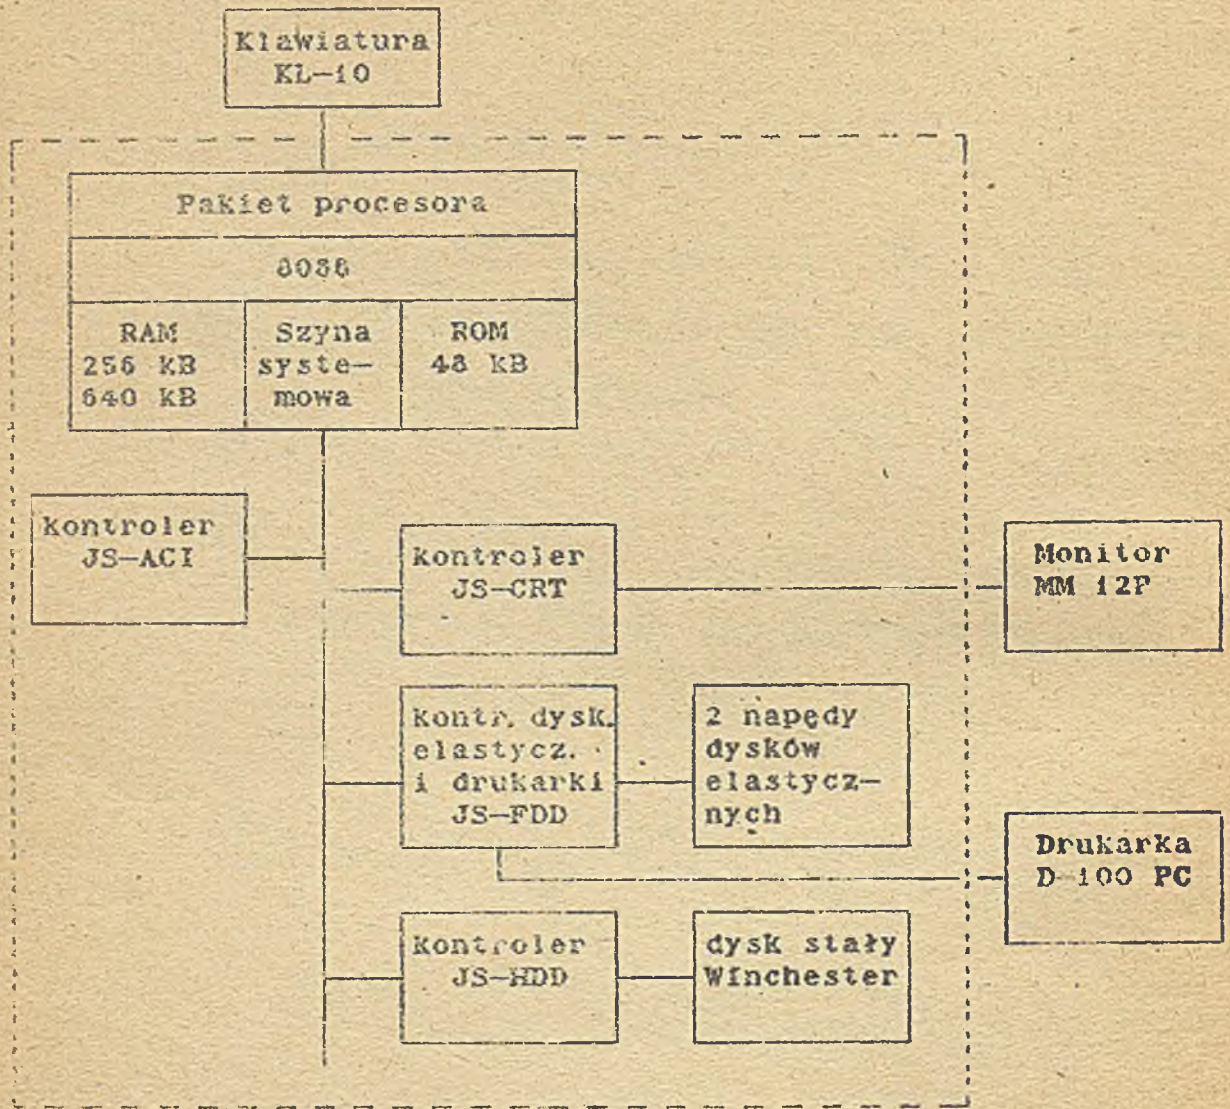 Klawiatura
KL-10
Pakiet procesora
8088
RAM
256 kB
640 kB
Szyna
syste-
mowa
ROM
48 kB
kontroler
JS-ACI
kontroler
JS-CRT
Monitor
MM 12P
kontr. dysk.
elastycz.
i drukarki
JS-FDD
2 napędy
dysków
elastycz-
nych
Drukarka
D-100 PC
kontroler
JS-HDD
dysk stały
Winchester